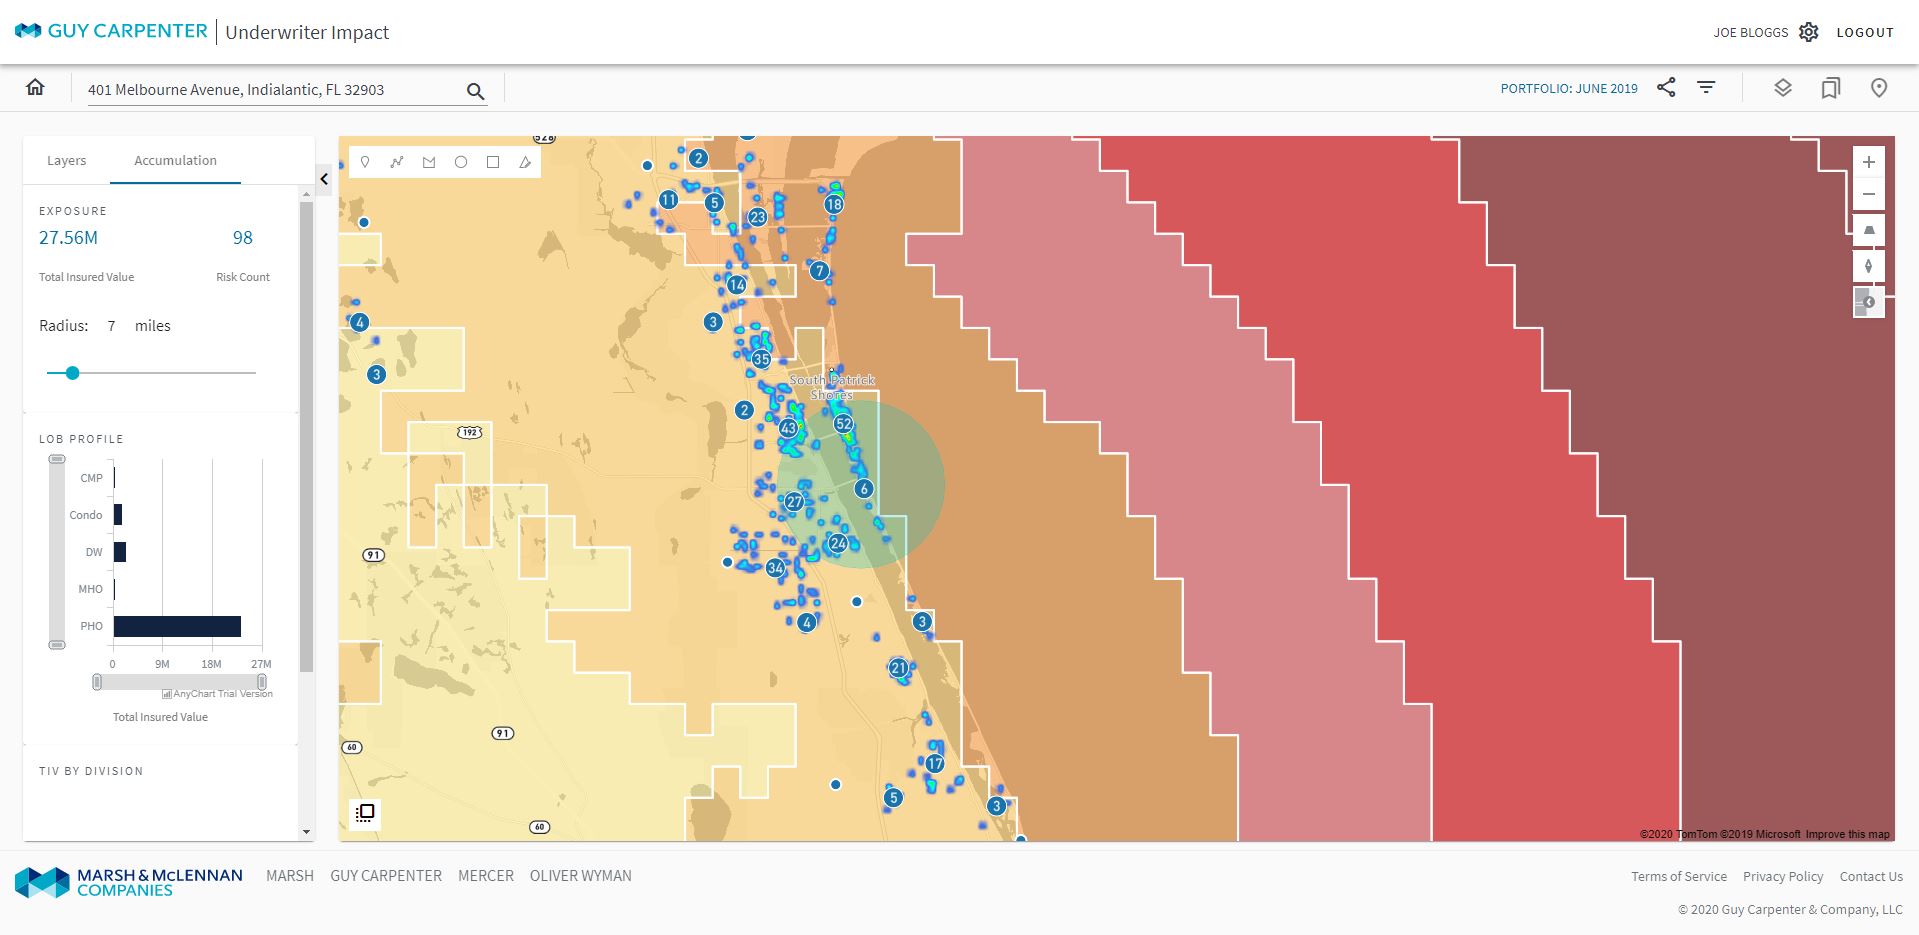 GUY CARPENTER Underwriter Impact
JOE BLOGGS LOGOUT
401 Melbourne Avenue, Indialantic, FL 32903
PORTFOLIO: JUNE 2019
Layers Accumulation
EXPOSURE
27.56M 98
Total Insured Value Risk Count
Radius: 7 miles
LOB PROFILE
CMP
Condo
DW
MHO
PHO
0 9M 18M 27M
AnyChart Trial Version
Total Insured Value
TIV BY DIVISION
528
2
11
5
23
18
7
14
4
3
35
3
South Patrick
Shores
2
43
52
192
6
27
24
91
34
4
3
21
91
60
17
5
3
60
©2020 TomTom ©2019 Microsoft Improve this map
MARSH & McLENNAN
COMPANIES
MARSH GUY CARPENTER MERCER OLIVER WYMAN
Terms of Service Privacy Policy Contact Us
© 2020 Guy Carpenter & Company, LLC